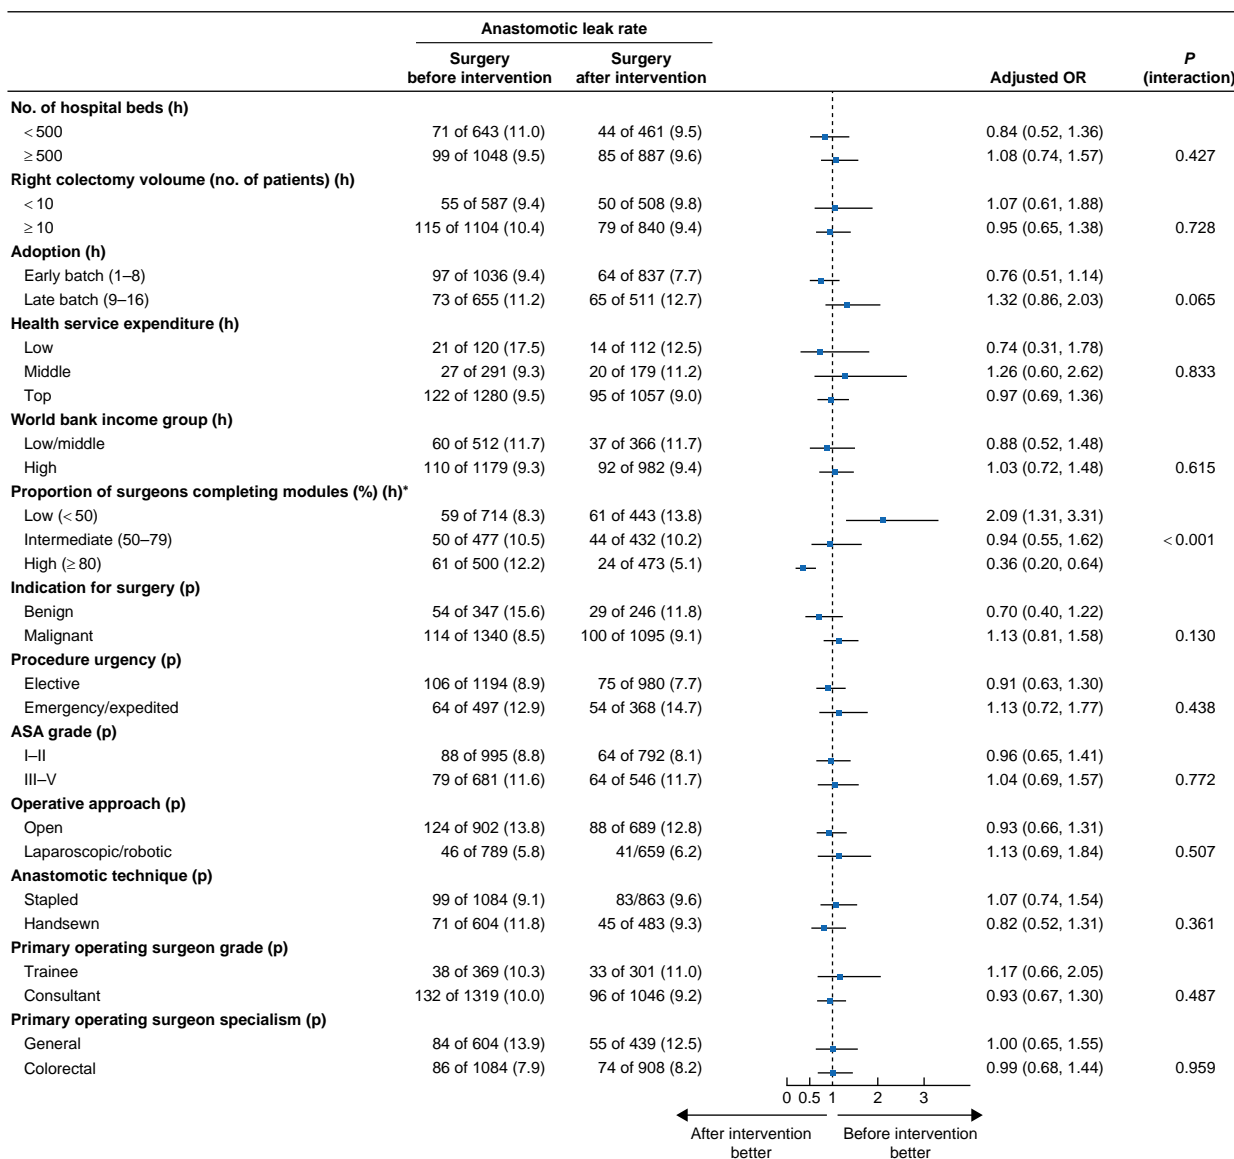 Anastomotic leak rate
Surgery before intervention Surgery after intervention Adjusted OR P (interaction)
No. of hospital beds (h)
< 500 71 of 643 (11.0) 44 of 461 (9.5) 0.84 (0.52, 1.36)
≥ 500 99 of 1048 (9.5) 85 of 887 (9.6) 1.08 (0.74, 1.57) 0.427
Right colectomy voloume (no. of patients) (h)
< 10 55 of 587 (9.4) 50 of 508 (9.8) 1.07 (0.61, 1.88)
≥ 10 115 of 1104 (10.4) 79 of 840 (9.4) 0.95 (0.65, 1.38) 0.728
Adoption (h)
Early batch (1–8) 97 of 1036 (9.4) 64 of 837 (7.7) 0.76 (0.51, 1.14)
Late batch (9–16) 73 of 655 (11.2) 65 of 511 (12.7) 1.32 (0.86, 2.03) 0.065
Health service expenditure (h)
Low 21 of 120 (17.5) 14 of 112 (12.5) 0.74 (0.31, 1.78)
Middle 27 of 291 (9.3) 20 of 179 (11.2) 1.26 (0.60, 2.62) 0.833
Top 122 of 1280 (9.5) 95 of 1057 (9.0) 0.97 (0.69, 1.36)
World bank income group (h)
Low/middle 60 of 512 (11.7) 37 of 366 (11.7) 0.88 (0.52, 1.48)
High 110 of 1179 (9.3) 92 of 982 (9.4) 1.03 (0.72, 1.48) 0.615
Proportion of surgeons completing modules (%) (h)*
Low (< 50) 59 of 714 (8.3) 61 of 443 (13.8) 2.09 (1.31, 3.31)
Intermediate (50–79) 50 of 477 (10.5) 44 of 432 (10.2) 0.94 (0.55, 1.62) < 0.001
High (≥ 80) 61 of 500 (12.2) 24 of 473 (5.1) 0.36 (0.20, 0.64)
Indication for surgery (p)
Benign 54 of 347 (15.6) 29 of 246 (11.8) 0.70 (0.40, 1.22)
Malignant 114 of 1340 (8.5) 100 of 1095 (9.1) 1.13 (0.81, 1.58) 0.130
Procedure urgency (p)
Elective 106 of 1194 (8.9) 75 of 980 (7.7) 0.91 (0.63, 1.30)
Emergency/expedited 64 of 497 (12.9) 54 of 368 (14.7) 1.13 (0.72, 1.77) 0.438
ASA grade (p)
I–II 88 of 995 (8.8) 64 of 792 (8.1) 0.96 (0.65, 1.41)
III–V 79 of 681 (11.6) 64 of 546 (11.7) 1.04 (0.69, 1.57) 0.772
Operative approach (p)
Open 124 of 902 (13.8) 88 of 689 (12.8) 0.93 (0.66, 1.31)
Laparoscopic/robotic 46 of 789 (5.8) 41/659 (6.2) 1.13 (0.69, 1.84) 0.507
Anastomotic technique (p)
Stapled 99 of 1084 (9.1) 83/863 (9.6) 1.07 (0.74, 1.54)
Handsewn 71 of 604 (11.8) 45 of 483 (9.3) 0.82 (0.52, 1.31) 0.361
Primary operating surgeon grade (p)
Trainee 38 of 369 (10.3) 33 of 301 (11.0) 1.17 (0.66, 2.05)
Consultant 132 of 1319 (10.0) 96 of 1046 (9.2) 0.93 (0.67, 1.30) 0.487
Primary operating surgeon specialism (p)
General 84 of 604 (13.9) 55 of 439 (12.5) 1.00 (0.65, 1.55)
Colorectal 86 of 1084 (7.9) 74 of 908 (8.2) 0.99 (0.68, 1.44) 0.959
0 0.5 1 2 3
After intervention better Before intervention better